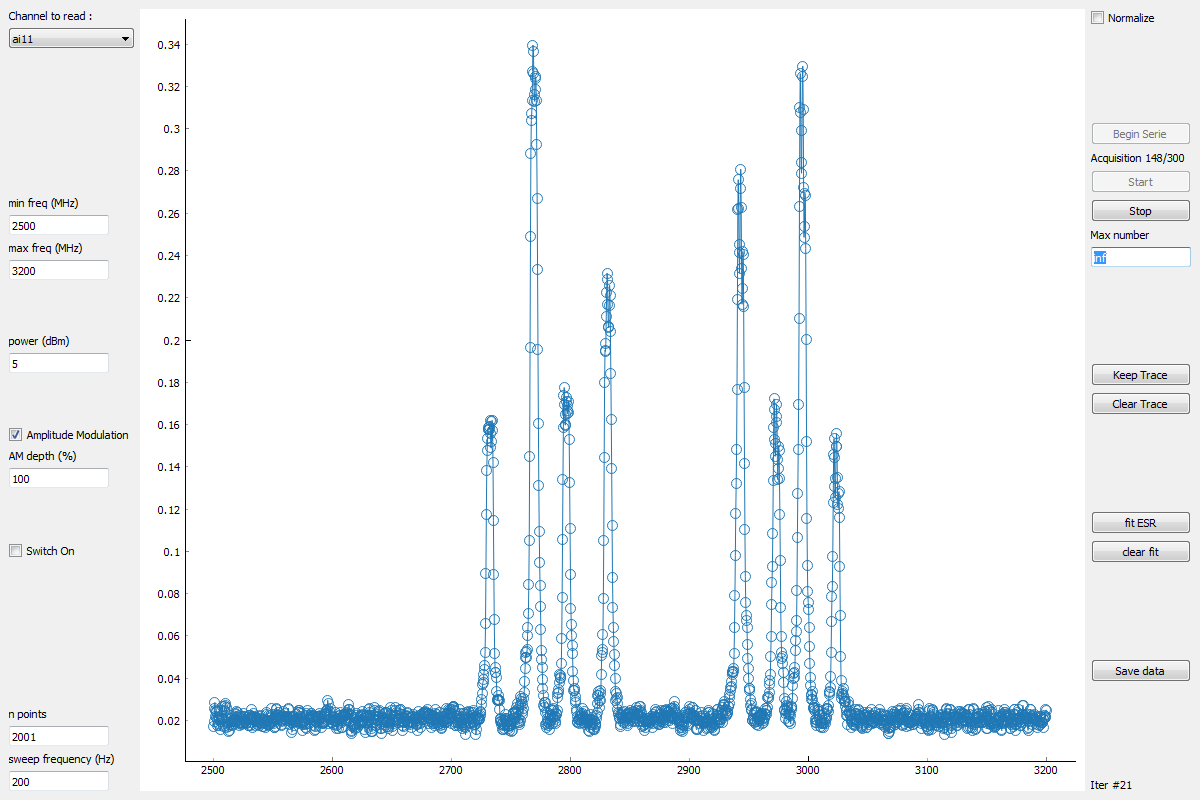 Channel to read :
ai11
min freq (MHz)
2500
max freq (MHz)
3200
power (dBm)
5
Amplitude Modulation
AM depth (%)
100
Switch On
n points
2001
sweep frequency (Hz)
200
0.34
0.32
0.3
0.28
0.26
0.24
0.22
0.2
0.18
0.16
0.14
0.12
0.1
0.08
0.06
0.04
0.02
2500 2600 2700 2800 2900 3000 3100 3200
Normalize
Begin Serie
Acquisition 148/300
Start
Stop
Max number
inf
Keep Trace
Clear Trace
fit ESR
clear fit
Save data
Iter #21